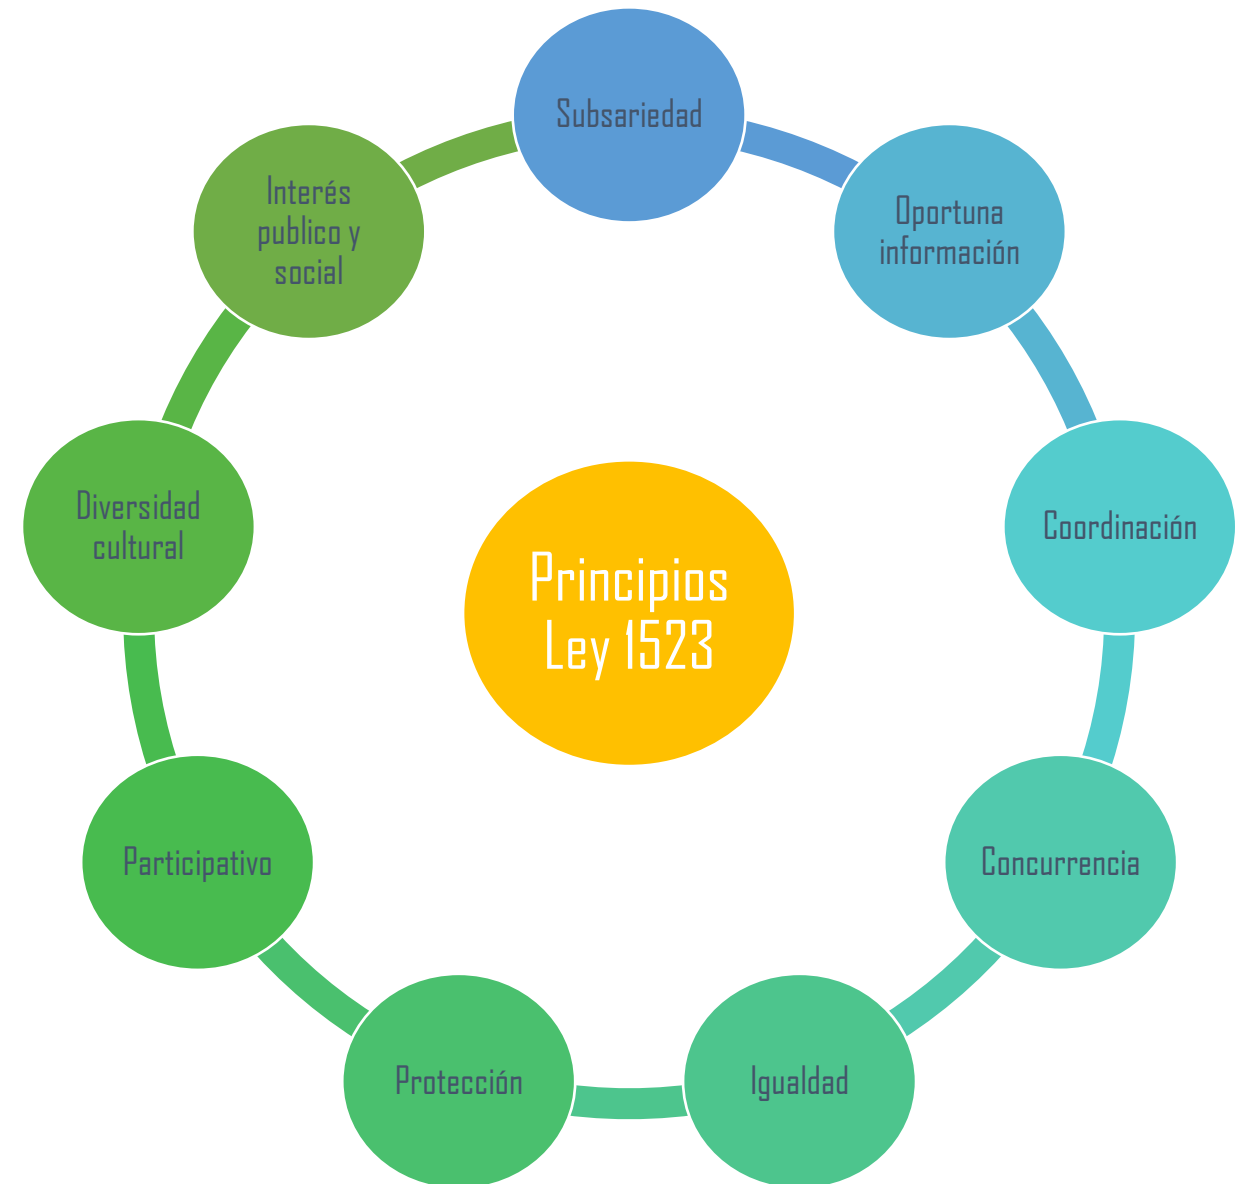 Subsariedad
Oportuna
información
Coordinación
Concurrencia
Igualdad
Protección
Participativo
Diversidad
cultural
Interés
publico y
social
Principios
Ley 1523